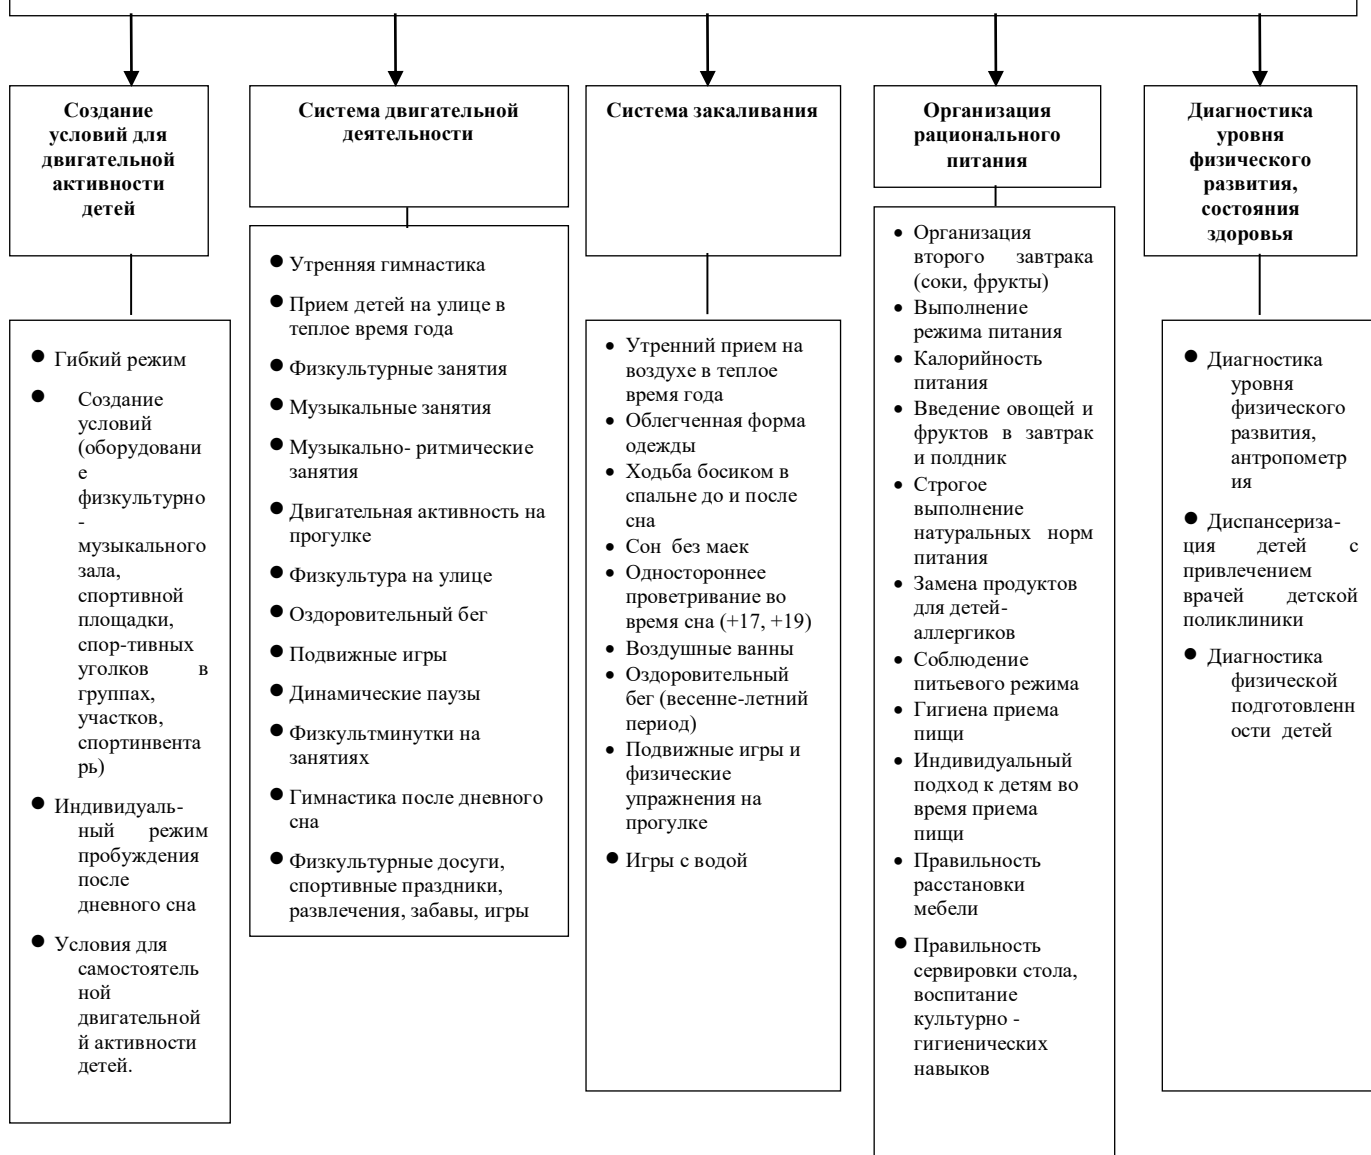 Создание
условий для
двигательной
активности
детей
● Гибкий режим
● Создание
условий
(оборудовани
е
физкультурно
-
музыкального
зала,
спортивной
площадки,
спор-тивных
уголков в
группах,
участков,
спортинвента
рь)
● Индивидуаль-
ный режим
пробуждения
после
дневного сна
● Условия для
самостоятель
ной
двигательной
й активности
детей.
Система двигательной
деятельности
● Утренняя гимнастика
● Прием детей на улице в
теплое время года
● Физкультурные занятия
● Музыкальные занятия
● Музыкально- ритмические
занятия
● Двигательная активность на
прогулке
● Физкультура на улице
● Оздоровительный бег
● Подвижные игры
● Динамические паузы
● Физкультминутки на
занятиях
● Гимнастика после дневного
сна
● Физкультурные досуги,
спортивные праздники,
развлечения, забавы, игры
Система закаливания
• Утренний прием на
воздухе в теплое
время года
• Облегченная форма
одежды
• Ходьба босиком в
спальне до и после
сна
• Сон без маек
• Одностороннее
проветривание во
время сна (+17, +19)
• Воздушные ванны
• Оздоровительный
бег (весенне-летний
период)
• Подвижные игры и
физические
упражнения на
прогулке
● Игры с водой
Организация
рационального
питания
• Организация
второго завтрака
(соки, фрукты)
• Выполнение
режима питания
• Калорийность
питания
• Введение овощей и
фруктов в завтрак
и полдник
• Строгое
выполнение
натуральных норм
питания
• Замена продуктов
для детей-
аллергиков
• Соблюдение
питьевого режима
• Гигиена приема
пищи
• Индивидуальный
подход к детям во
время приема
пищи
• Правильность
расстановки
мебели
● Правильность
сервировки стола,
воспитание
культурно -
гигиенических
навыков
Диагностика
уровня
физического
развития,
состояния
здоровья
● Диагностика
уровня
физического
развития,
антропометр
ия
● Диспансериза-
ция детей с
привлечением
врачей детской
поликлиники
● Диагностика
физической
подготовленн
ости детей